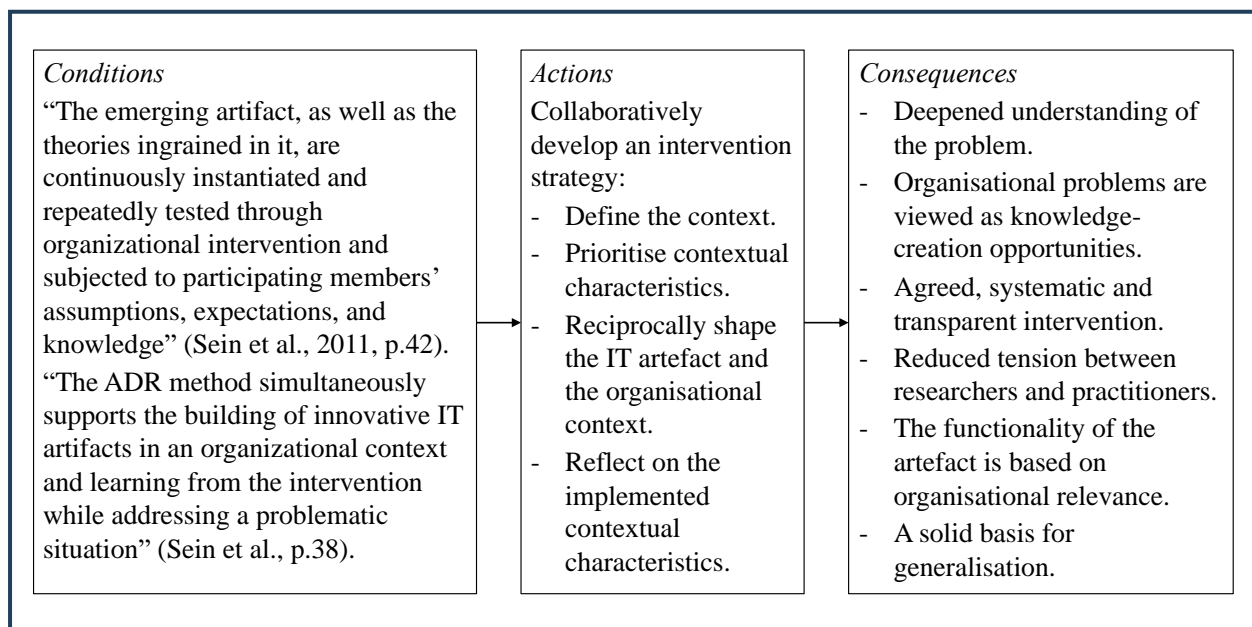 Conditions
“The emerging artifact, as well as the
theories ingrained in it, are
continuously instantiated and
repeatedly tested through
organizational intervention and
subjected to participating members’
assumptions, expectations, and
knowledge” (Sein et al., 2011, p.42).
“The ADR method simultaneously
supports the building of innovative IT
artifacts in an organizational context
and learning from the intervention
while addressing a problematic
situation” (Sein et al., p.38).
Actions
Collaboratively
develop an intervention
strategy:
- Define the context.
- Prioritise contextual
characteristics.
- Reciprocally shape
the IT artefact and
the organisational
context.
- Reflect on the
implemented
contextual
characteristics.
Consequences
- Deepened understanding of
the problem.
- Organisational problems are
viewed as knowledge-
creation opportunities.
- Agreed, systematic and
transparent intervention.
- Reduced tension between
researchers and practitioners.
- The functionality of the
artefact is based on
organisational relevance.
- A solid basis for
generalisation.